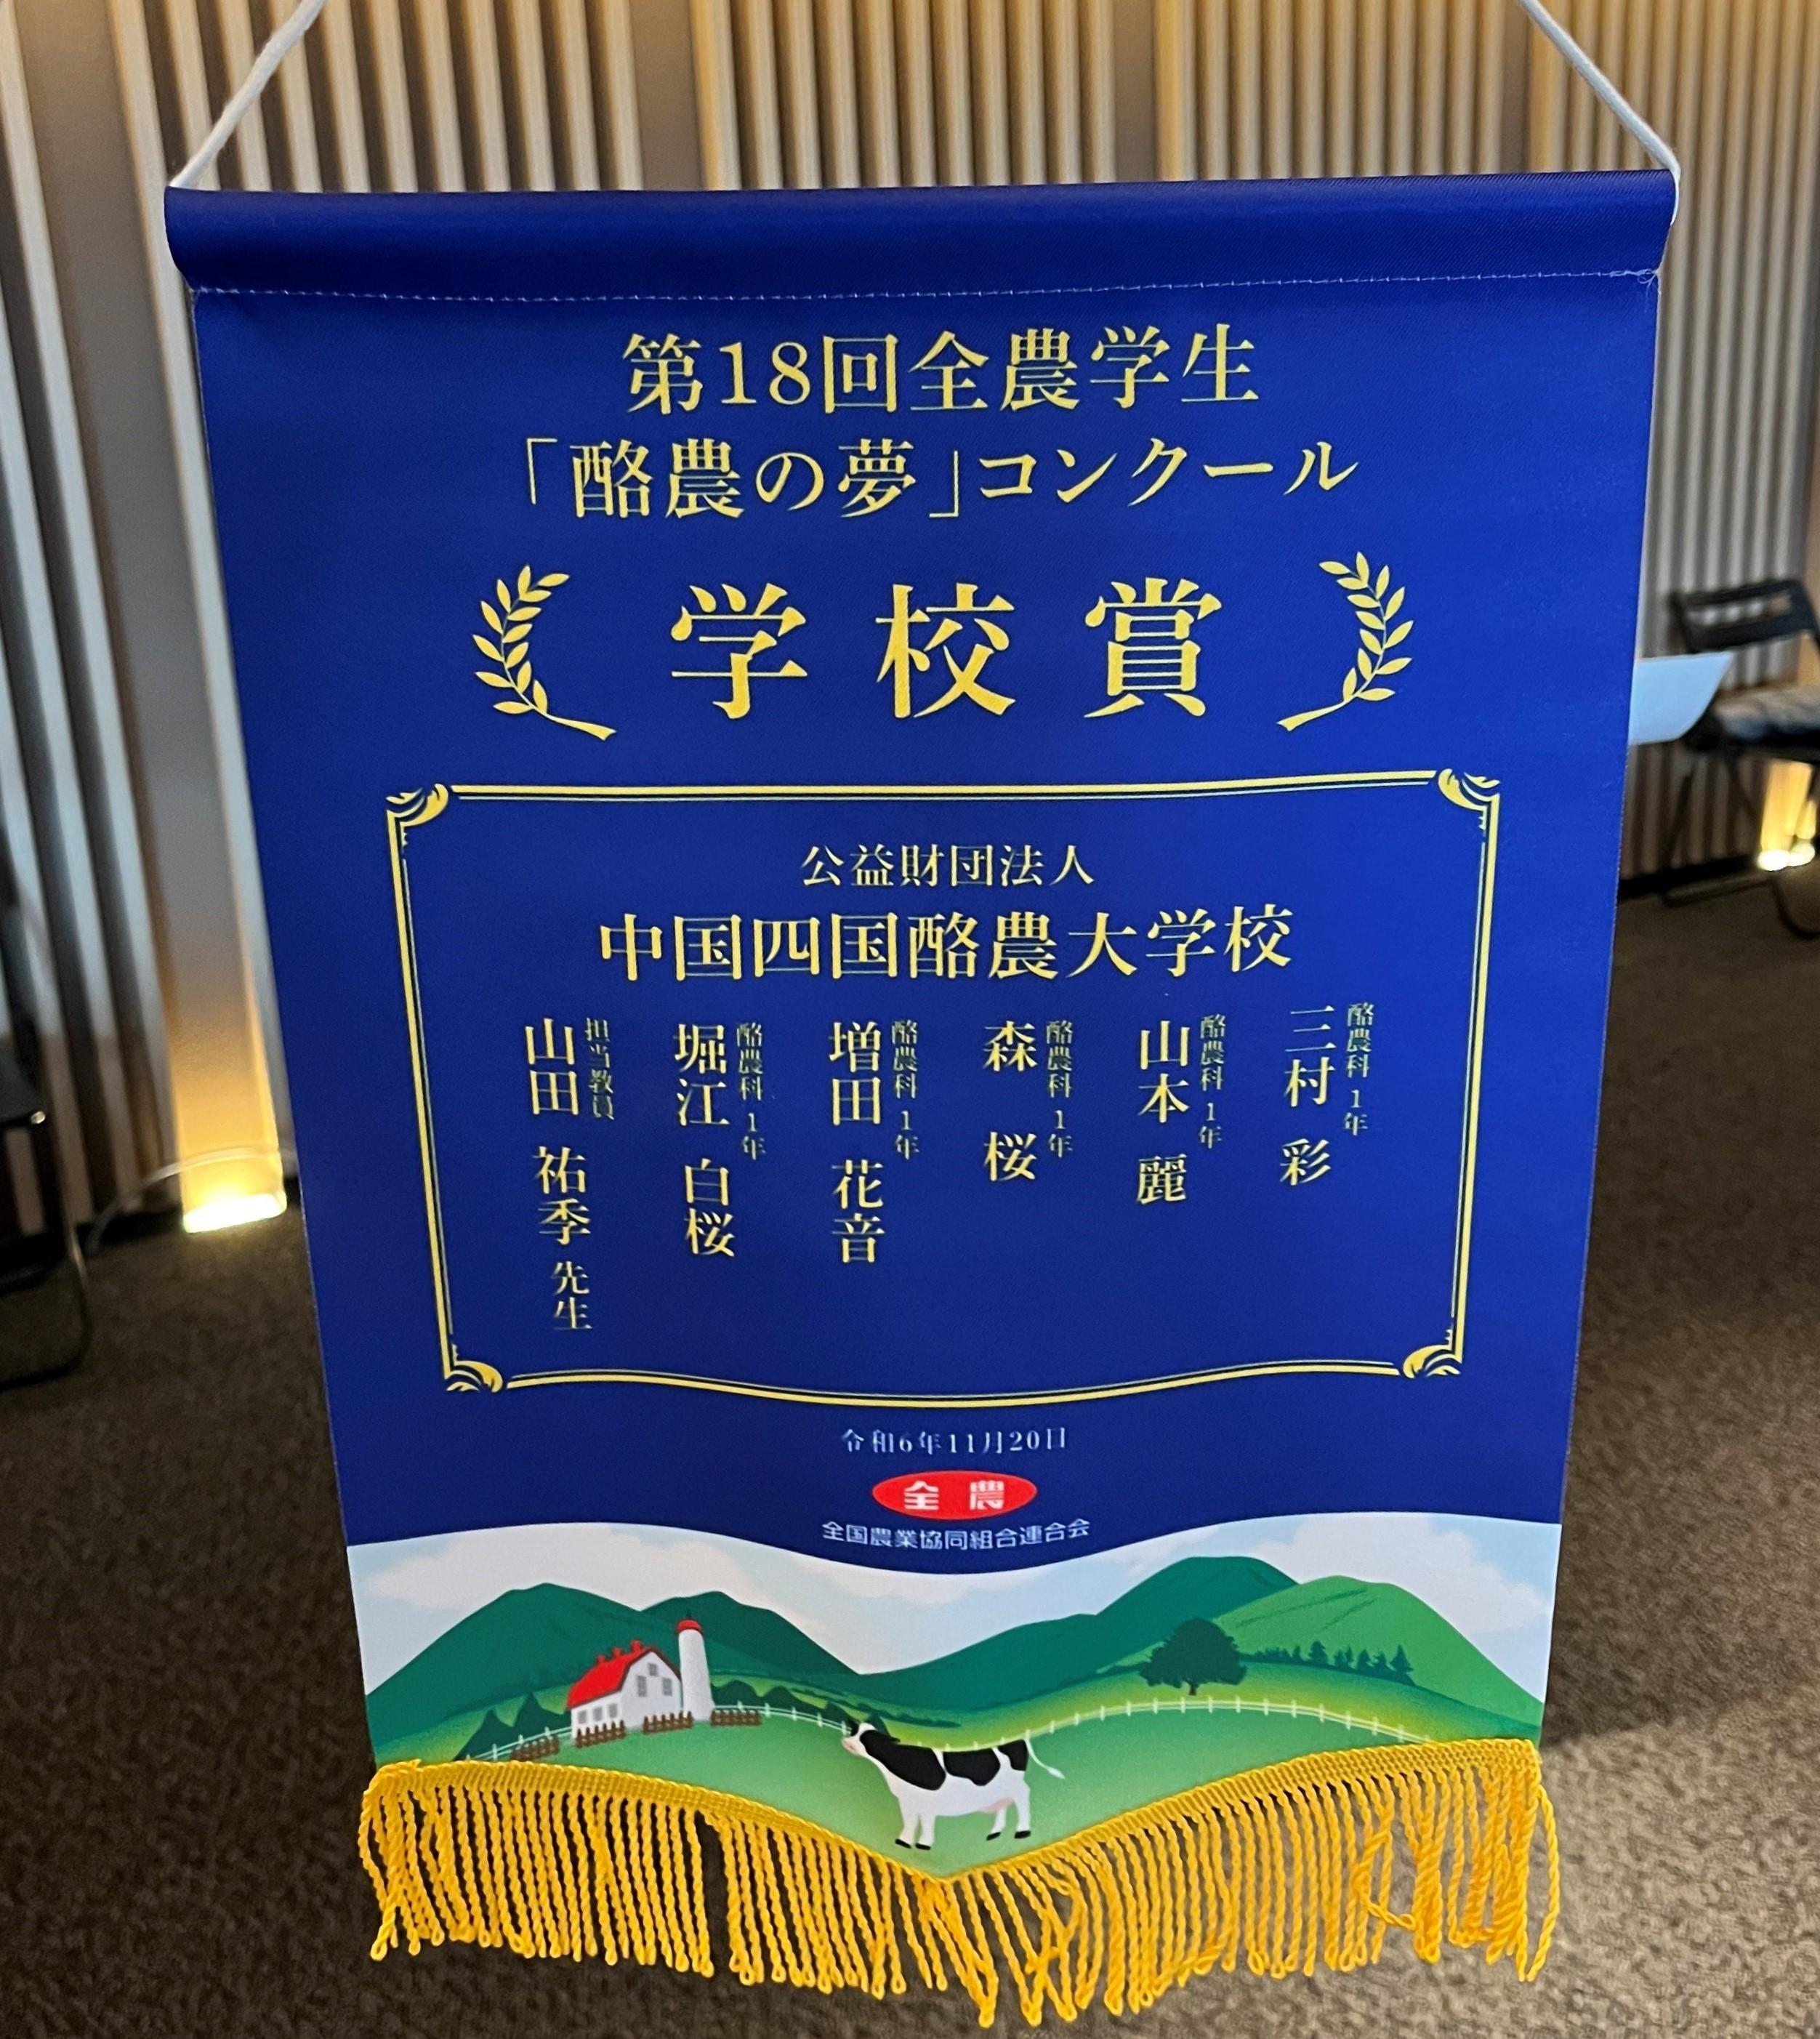 第18回全農学生
「酪農の夢」コンクール
学校賞
公益財団法人
中国四国酪農大学校
酪農科 1年
三村 彩
酪農科 1年
山本 麗
酪農科 1年
森 桜
酪農科 1年
増田 花音
酪農科 1年
堀江 白桜
担当教員
山田 祐季 先生
令和6年11月20日
全農
全国農業協同組合連合会